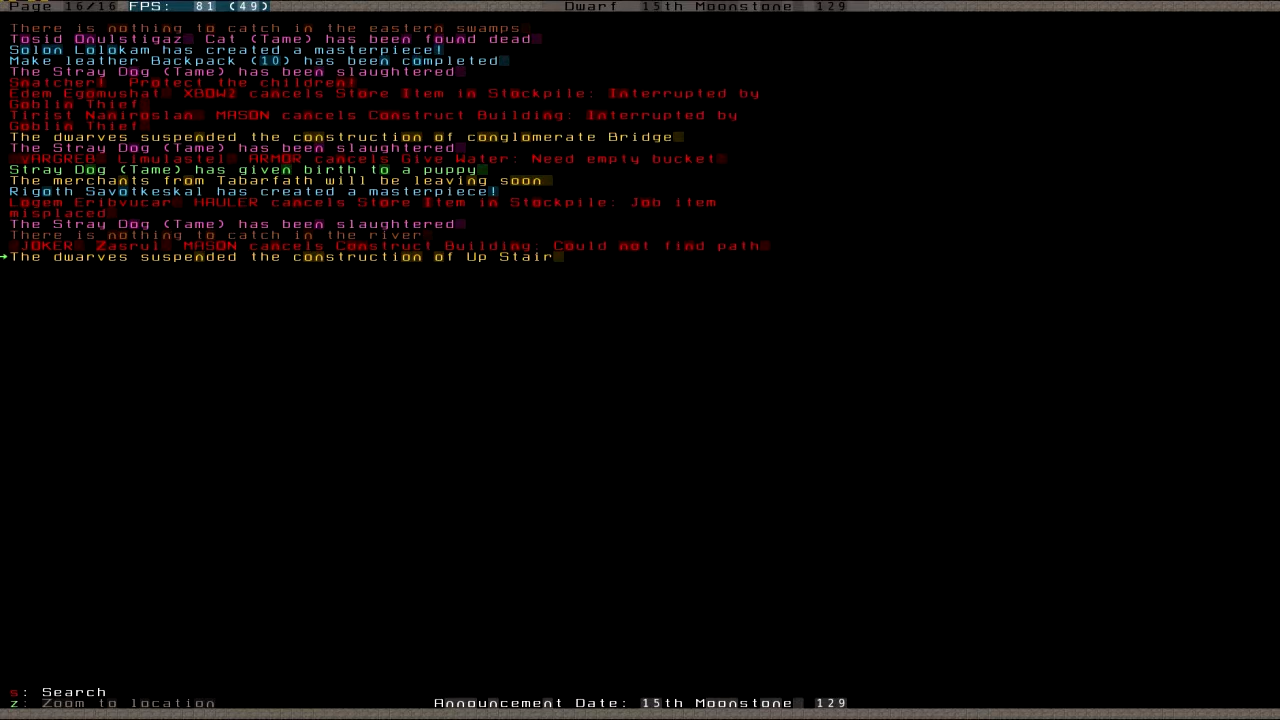 Page 16/16 FPS: 81 (49) Dwarf 15th Moonstone 129
There is nothing to catch in the eastern swamps
Tosid Onulstigaz Cat (Tame) has been found dead
Solon Lolokam has created a masterpiece!
Make leather Backpack (10) has been completed
The Stray Dog (Tame) has been slaughtered
Snatcher! Protect the children!
Edem Egomushat XBOW2 cancels Store Item in Stockpile: Interrupted by
Goblin Thief
Tirist Naniroslan MASON cancels Construct Building: Interrupted by
Goblin Thief
The dwarves suspended the construction of conglomerate Bridge
The Stray Dog (Tame) has been slaughtered
VARGREB Limulastel ARMOR cancels Give Water: Need empty bucket
Stray Dog (Tame) has given birth to a puppy
The merchants from Tabarfath will be leaving soon
Rigoth Savotkeskal has created a masterpiece!
Logem Eribvucar HAULER cancels Store Item in Stockpile: Job item
misplaced
The Stray Dog (Tame) has been slaughtered
There is nothing to catch in the river
JOKER Zasrul MASON cancels Construct Building: Could not find path
The dwarves suspended the construction of Up Stair
s: Search
z: Zoom to location Announcement Date: 15th Moonstone 129